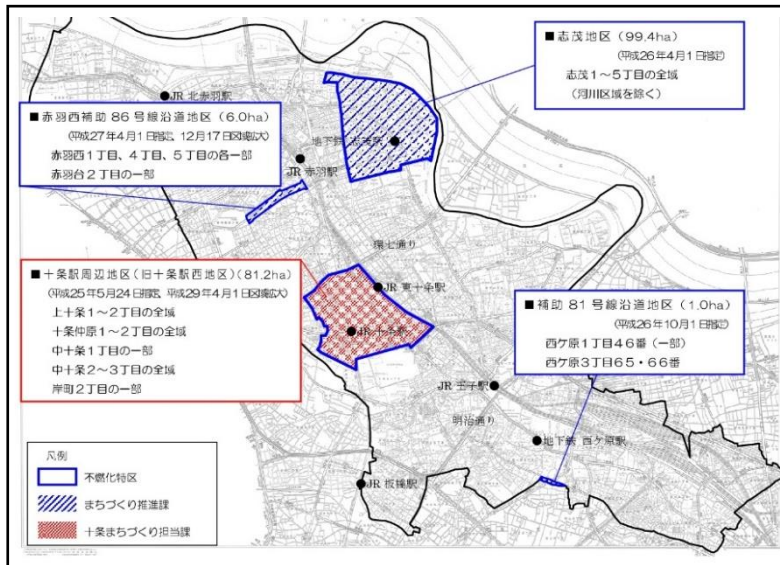 ■志茂地区(99.4ha)
(平成26年4月1日指定)
志茂1~5丁目の全域
(河川区域を除く)
JR 北赤羽駅
■赤羽西補助86号線沿道地区(6.0ha)
(平成27年4月1日指定、12月17日区域拡大)
赤羽西1丁目、4丁目、5丁目の各一部
赤羽台2丁目の一部
地下鉄 志茂駅
JR 赤羽駅
環七通り
■十条駅周辺地区(旧十条駅西地区)(81.2ha)
(平成25年5月24日指定、平成29年4月1日区域拡大)
上十条1~2丁目の全域
十条仲原1~2丁目の全域
中十条1丁目の一部
中十条2~3丁目の全域
岸町2丁目の一部
JR 東十条駅
JR 十条駅
■補助81号線沿道地区(1.0ha)
(平成26年10月1日指定)
西ケ原1丁目46番(一部)
西ケ原3丁目65・66番
JR 王子駅
明治通り
地下鉄 西ケ原駅
JR 板橋駅
凡例
不燃化特区
まちづくり推進課
十条まちづくり担当課